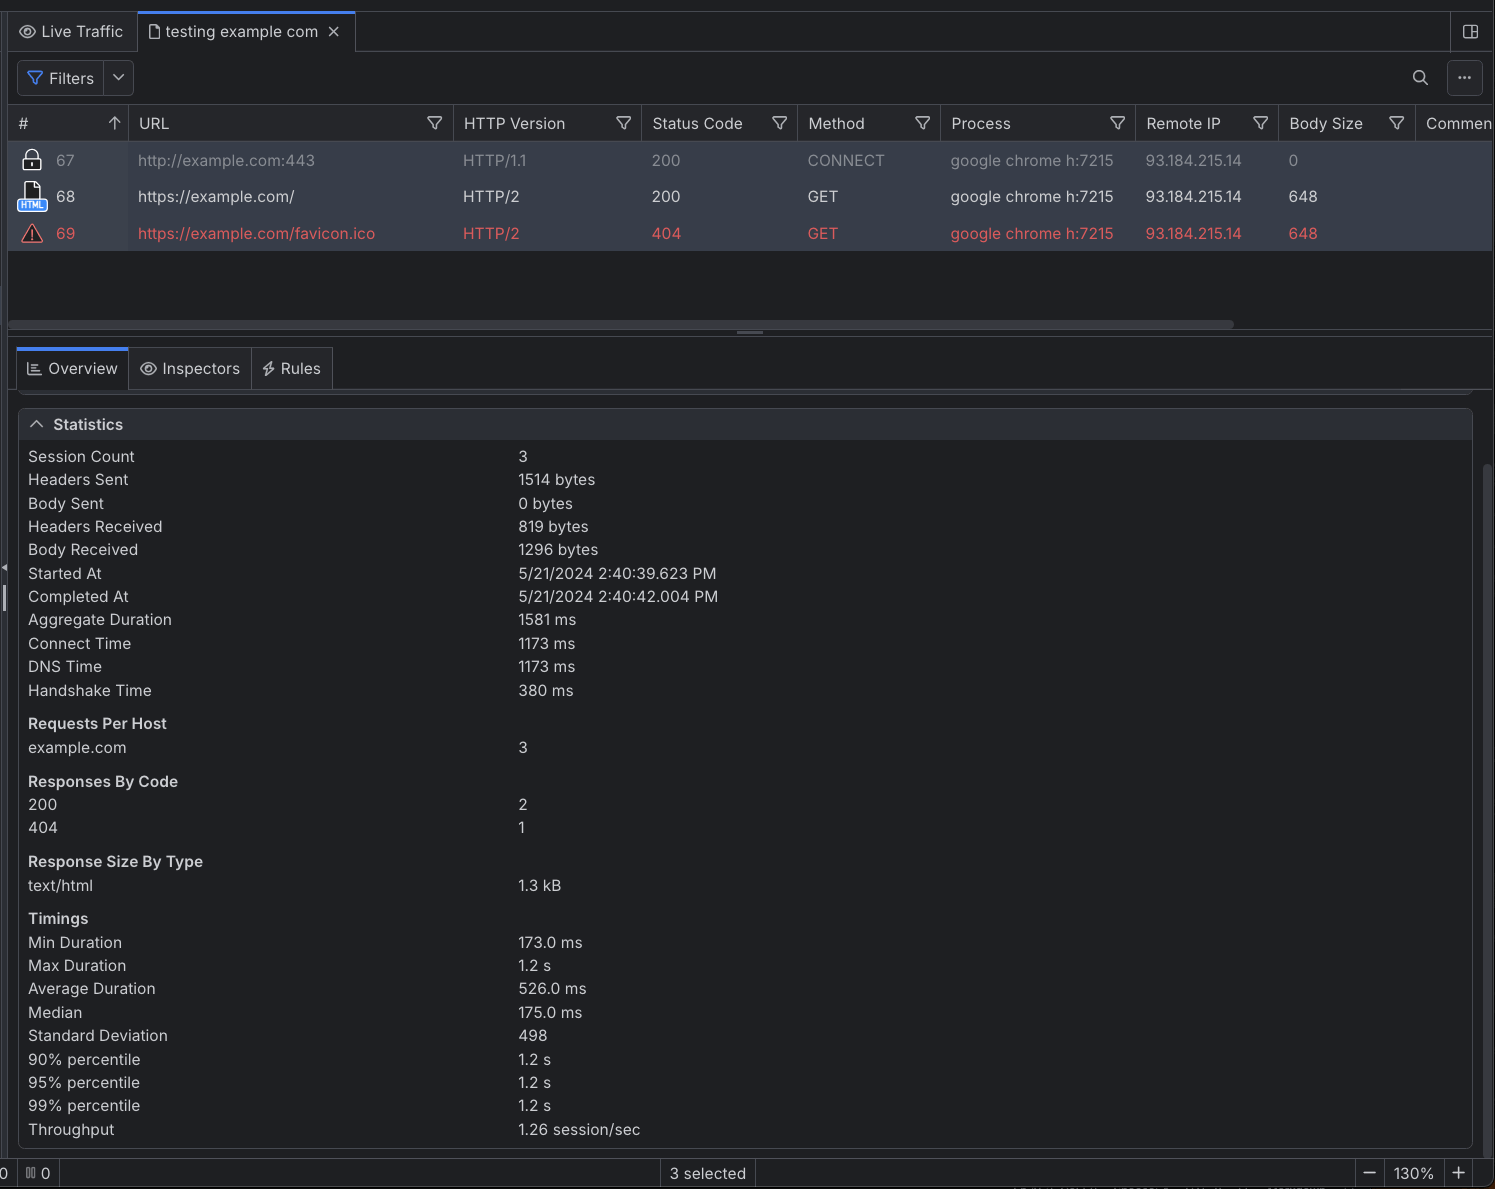 Live Traffic testing example com
Filters
# URL HTTP Version Status Code Method Process Remote IP Body Size Commen
67 http://example.com:443 HTTP/1.1 200 CONNECT google chrome h:7215 93.184.215.14 0
HTML 68 https://example.com/ HTTP/2 200 GET google chrome h:7215 93.184.215.14 648
69 https://example.com/favicon.ico HTTP/2 404 GET google chrome h:7215 93.184.215.14 648
Overview Inspectors Rules
Statistics
Session Count 3
Headers Sent 1514 bytes
Body Sent 0 bytes
Headers Received 819 bytes
Body Received 1296 bytes
Started At 5/21/2024 2:40:39.623 PM
Completed At 5/21/2024 2:40:42.004 PM
Aggregate Duration 1581 ms
Connect Time 1173 ms
DNS Time 1173 ms
Handshake Time 380 ms
Requests Per Host
example.com 3
Responses By Code
200 2
404 1
Response Size By Type
text/html 1.3 kB
Timings
Min Duration 173.0 ms
Max Duration 1.2 s
Average Duration 526.0 ms
Median 175.0 ms
Standard Deviation 498
90% percentile 1.2 s
95% percentile 1.2 s
99% percentile 1.2 s
Throughput 1.26 session/sec
0 0 3 selected 130%